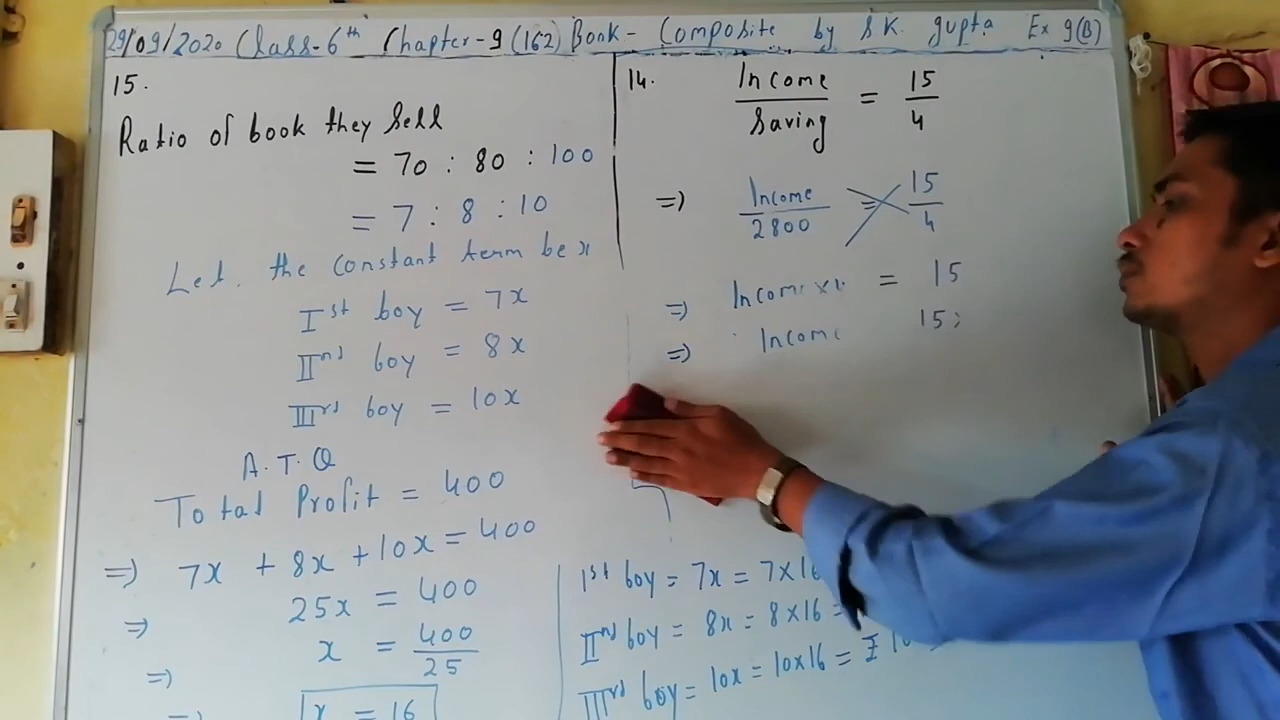 29/09/2020 Class-6th Chapter-9 (162) Book- Composite by S.K. gupta Ex 9(B)
15.
Ratio of book they sell
= 70 : 80 : 100
= 7 : 8 : 10
Let. the constant term be x
Ist boy = 7x
IInd boy = 8x
IIIrd boy = 10x
A.T.Q
Total Profit = 400
=> 7x + 8x + 10x = 400
=> 25x = 400
=> x = 400/25
=> x = 16
14. Income/Saving = 15/4
=> Income/2800 = 15/4
=> Income = 15
=> Income 15
1st boy = 7x = 7×16
IInd boy = 8x = 8×16 =
IIIrd boy = 10x = 10×16 = ₹